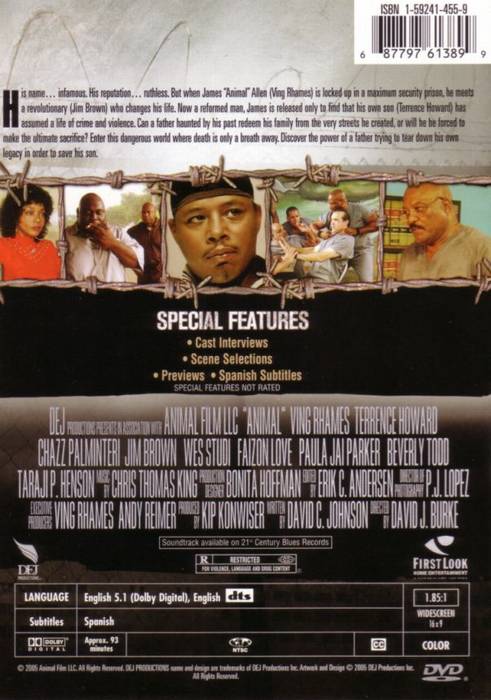 ISBN 1-59241-455-9
6 87797 61389 9
His name... infamous. His reputation... ruthless. But when James "Animal" Allen (Ving Rhames) is locked up in a maximum security prison, he meets
a revolutionary (Jim Brown) who changes his life. Now a reformed man, James is released only to find that his own son (Terrence Howard) has
assumed a life of crime and violence. Can a father haunted by his past redeem his family from the very streets he created, or will he be forced to
make the ultimate sacrifice? Enter this dangerous world where death is only a breath away. Discover the power of a father trying to tear down his own
legacy in order to save his son.
SPECIAL FEATURES
• Cast Interviews
• Scene Selections
• Previews • Spanish Subtitles
SPECIAL FEATURES NOT RATED
DEJ PRODUCTIONS PRESENTS IN ASSOCIATION WITH ANIMAL FILM LLC "ANIMAL" VING RHAMES TERRENCE HOWARD
CHAZZ PALMINTERI JIM BROWN WES STUDI FAIZON LOVE PAULA JAI PARKER BEVERLY TODD
TARAJI P. HENSON MUSIC BY CHRIS THOMAS KING PRODUCTION DESIGNER BONITA HOFFMAN EDITED BY ERIK C. ANDERSEN DIRECTOR OF PHOTOGRAPHY P.J. LOPEZ
EXECUTIVE PRODUCERS VING RHAMES ANDY REIMER PRODUCED BY KIP KONWISER WRITTEN BY DAVID C. JOHNSON DIRECTED BY DAVID J. BURKE
Soundtrack available on 21st Century Blues Records
DEJ
PRODUCTIONS
R RESTRICTED
FOR VIOLENCE, LANGUAGE AND DRUG CONTENT
FIRSTLOOK
HOME ENTERTAINMENT
LANGUAGE English 5.1 (Dolby Digital), English dts
1.85:1
WIDESCREEN
16x9
Subtitles Spanish
DOLBY DIGITAL Approx. 93 minutes
NTSC
CC
COLOR
© 2005 Animal Film LLC. All Rights Reserved. DEJ PRODUCTIONS name and design are trademarks of DEJ Productions Inc. Artwork and Design © 2005 DEJ Productions Inc. All Rights Reserved.
DVD